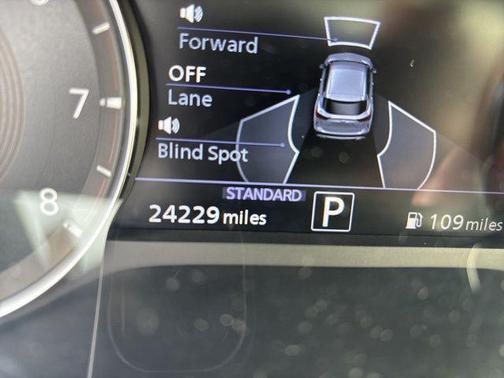 Forward
OFF
Lane
Blind Spot
7
8
STANDARD
24229 miles
P
109 miles